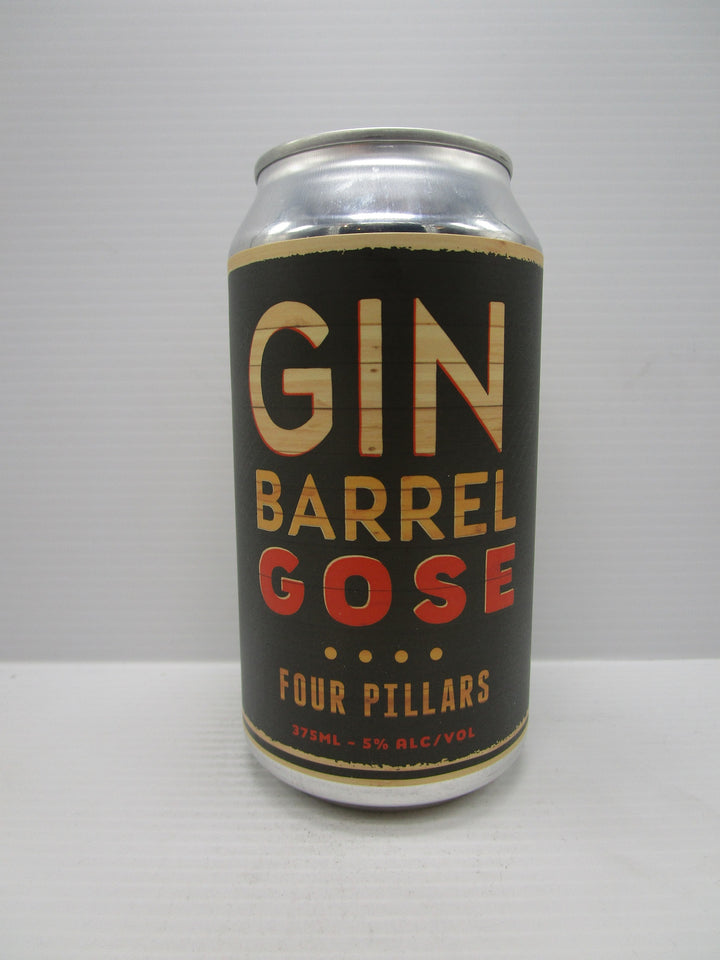 GIN
BARREL
GOSE
FOUR PILLARS
375ML - 5% ALC/VOL